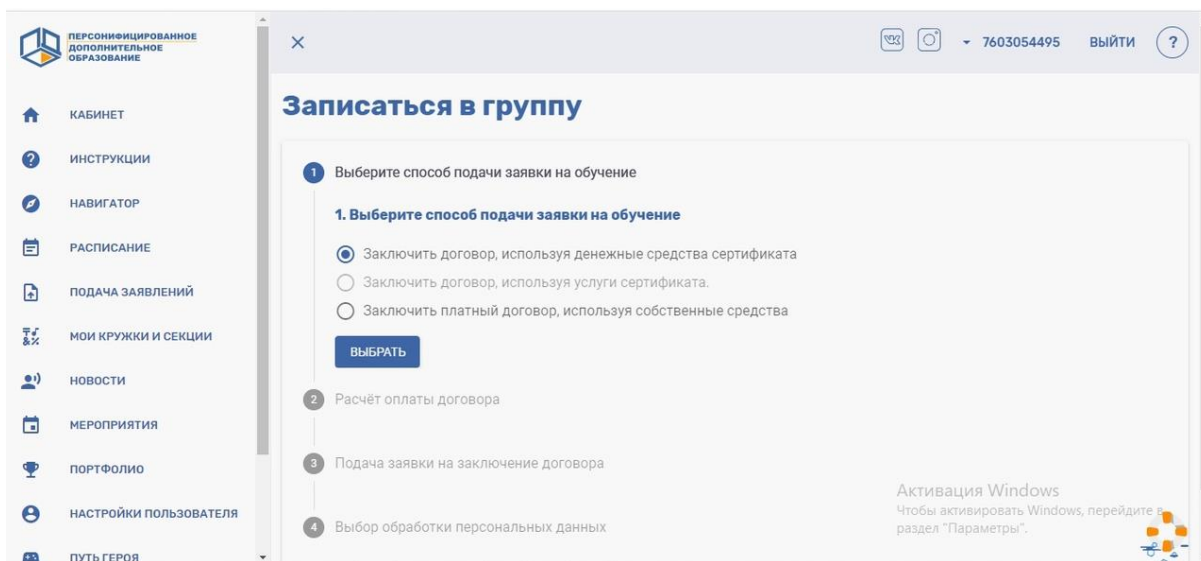 ПЕРСОНИФИЦИРОВАННОЕ
ДОПОЛНИТЕЛЬНОЕ
ОБРАЗОВАНИЕ
7603054495
ВЫЙТИ
?
КАБИНЕТ
ИНСТРУКЦИИ
НАВИГАТОР
РАСПИСАНИЕ
ПОДАЧА ЗАЯВЛЕНИЙ
МОИ КРУЖКИ И СЕКЦИИ
НОВОСТИ
МЕРОПРИЯТИЯ
ПОРТФОЛИО
НАСТРОЙКИ ПОЛЬЗОВАТЕЛЯ
ПУТЬ ГЕРОЯ
Записаться в группу
1 Выберите способ подачи заявки на обучение
1. Выберите способ подачи заявки на обучение
Заключить договор, используя денежные средства сертификата
Заключить договор, используя услуги сертификата.
Заключить платный договор, используя собственные средства
ВЫБРАТЬ
2 Расчёт оплаты договора
3 Подача заявки на заключение договора
4 Выбор обработки персональных данных
Активация Windows
Чтобы активировать Windows, перейдите в
раздел "Параметры".